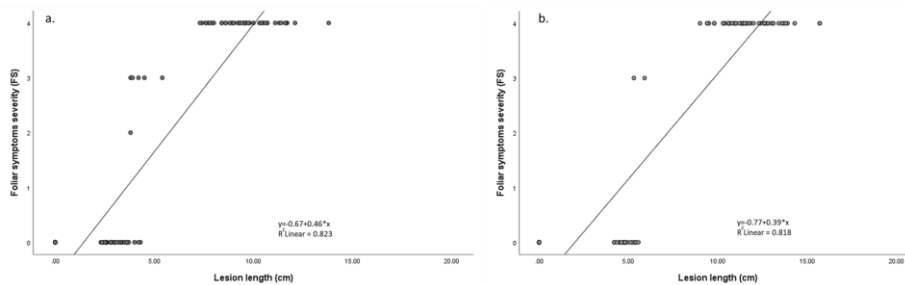 a.
Foliar symptoms severity (FS)
4
3
2
1
0
y=-0.67+0.46*x
R² Linear = 0.823
.00 5.00 10.00 15.00 20.00
Lesion length (cm)
b.
Foliar symptoms severity (FS)
4
3
2
1
0
y=-0.77+0.39*x
R² Linear = 0.818
.00 5.00 10.00 15.00 20.00
Lesion length (cm)